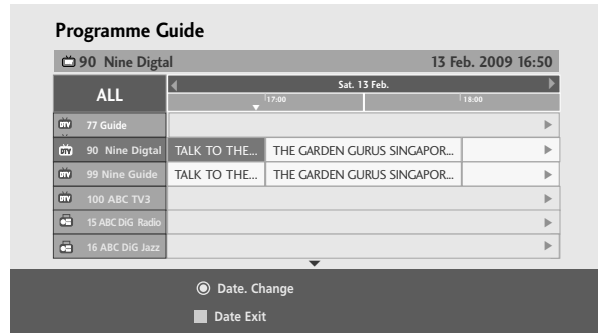 Programme Guide
90 Nine Digtal 13 Feb. 2009 16:50
ALL
Sat. 13 Feb.
17:00 18:00
DTV 77 Guide
DTV 90 Nine Digtal TALK TO THE... THE GARDEN GURUS SINGAPOR...
DTV 99 Nine Guide TALK TO THE... THE GARDEN GURUS SINGAPOR...
DTV 100 ABC TV3
15 ABC DiG Radio
16 ABC DiG Jazz
Date. Change
Date Exit